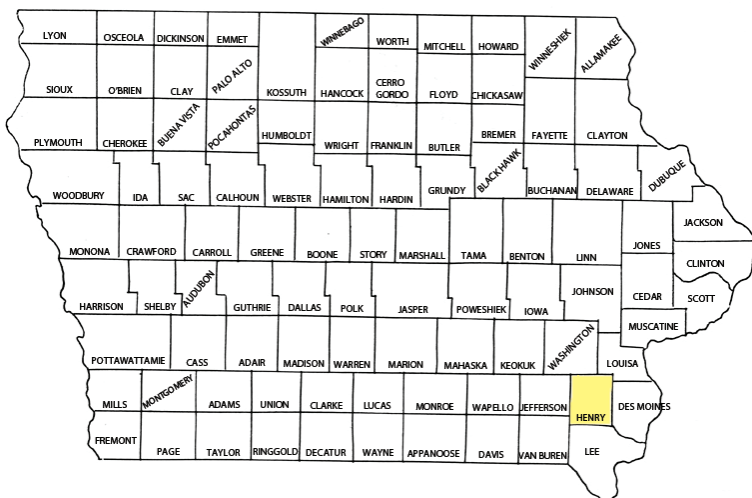 LYON OSCEOLA DICKINSON EMMET WINNEBAGO WORTH MITCHELL HOWARD WINNESHIEK ALLAMAKEE
SIOUX O'BRIEN CLAY PALO ALTO KOSSUTH HANCOCK CERRO GORDO FLOYD CHICKASAW
PLYMOUTH CHEROKEE BUENA VISTA POCAHONTAS HUMBOLDT WRIGHT FRANKLIN BUTLER BREMER FAYETTE CLAYTON
WOODBURY IDA SAC CALHOUN WEBSTER HAMILTON HARDIN GRUNDY BLACK HAWK BUCHANAN DELAWARE DUBUQUE
MONONA CRAWFORD CARROLL GREENE BOONE STORY MARSHALL TAMA BENTON LINN JONES JACKSON
CLINTON
HARRISON SHELBY AUDUBON GUTHRIE DALLAS POLK JASPER POWESHIEK IOWA JOHNSON CEDAR SCOTT
MUSCATINE
POTTAWATTAMIE CASS ADAIR MADISON WARREN MARION MAHASKA KEOKUK WASHINGTON LOUISA
MILLS MONTGOMERY ADAMS UNION CLARKE LUCAS MONROE WAPELLO JEFFERSON HENRY DES MOINES
FREMONT PAGE TAYLOR RINGGOLD DECATUR WAYNE APPANOOSE DAVIS VAN BUREN LEE